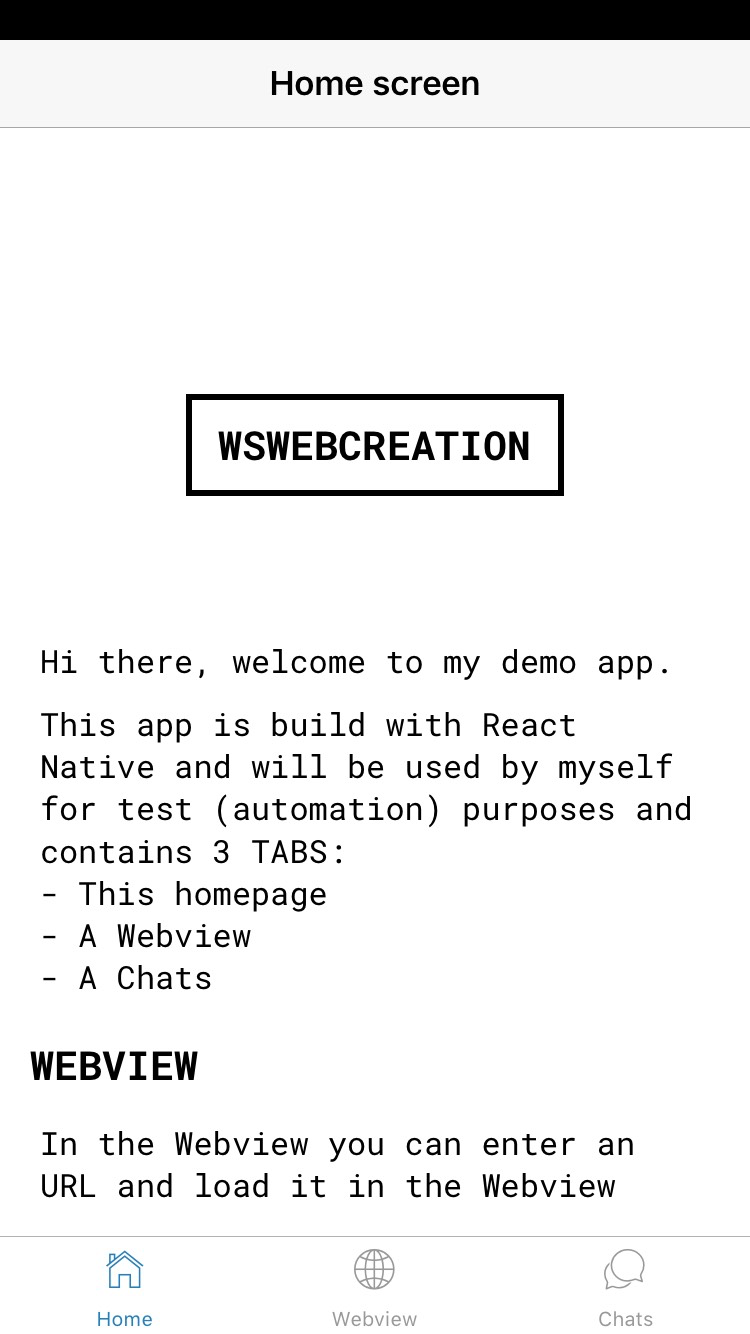 Home screen
WSWEBCREATION
Hi there, welcome to my demo app.
This app is build with React
Native and will be used by myself
for test (automation) purposes and
contains 3 TABS:
- This homepage
- A Webview
- A Chats
WEBVIEW
In the Webview you can enter an
URL and load it in the Webview
Home Webview Chats